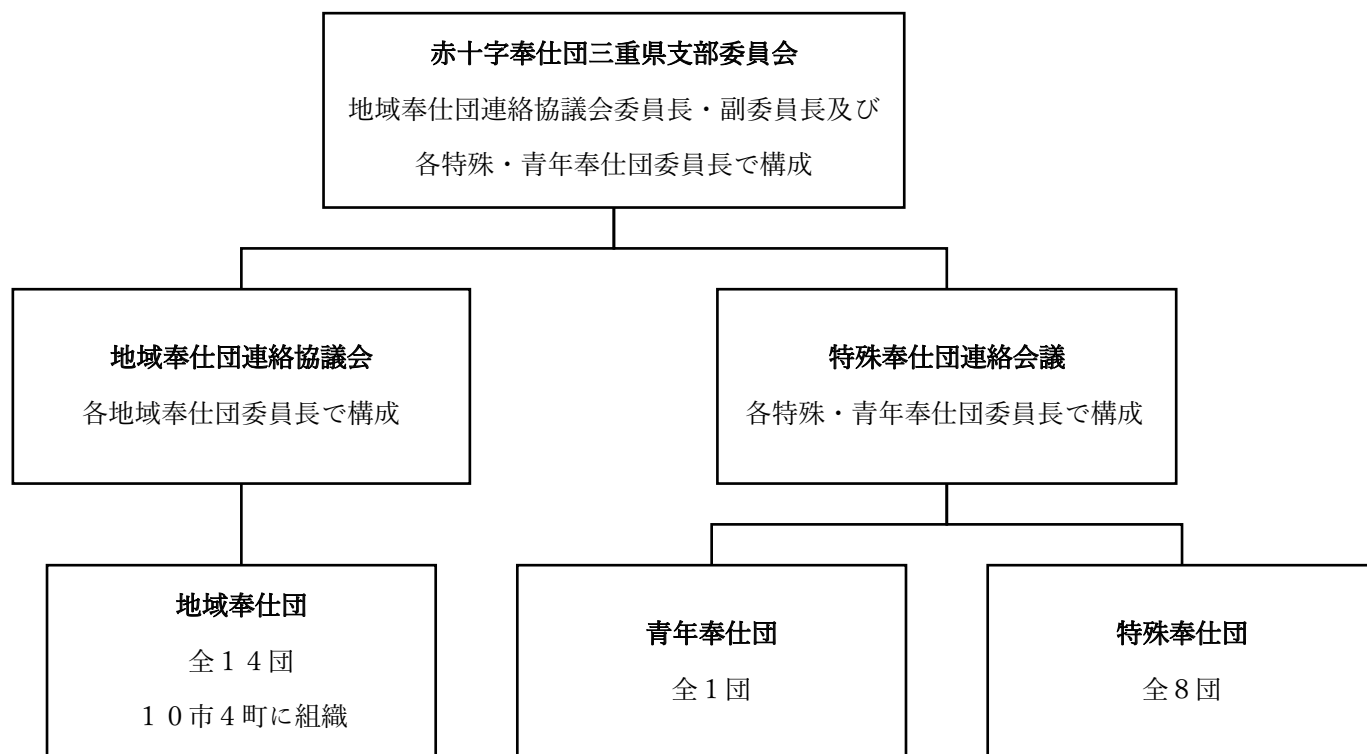 赤十字奉仕団三重県支部委員会
地域奉仕団連絡協議会委員長・副委員長及び
各特殊・青年奉仕団委員長で構成
地域奉仕団連絡協議会
各地域奉仕団委員長で構成
特殊奉仕団連絡会議
各特殊・青年奉仕団委員長で構成
地域奉仕団
全１４団
１０市４町に組織
青年奉仕団
全１団
特殊奉仕団
全８団